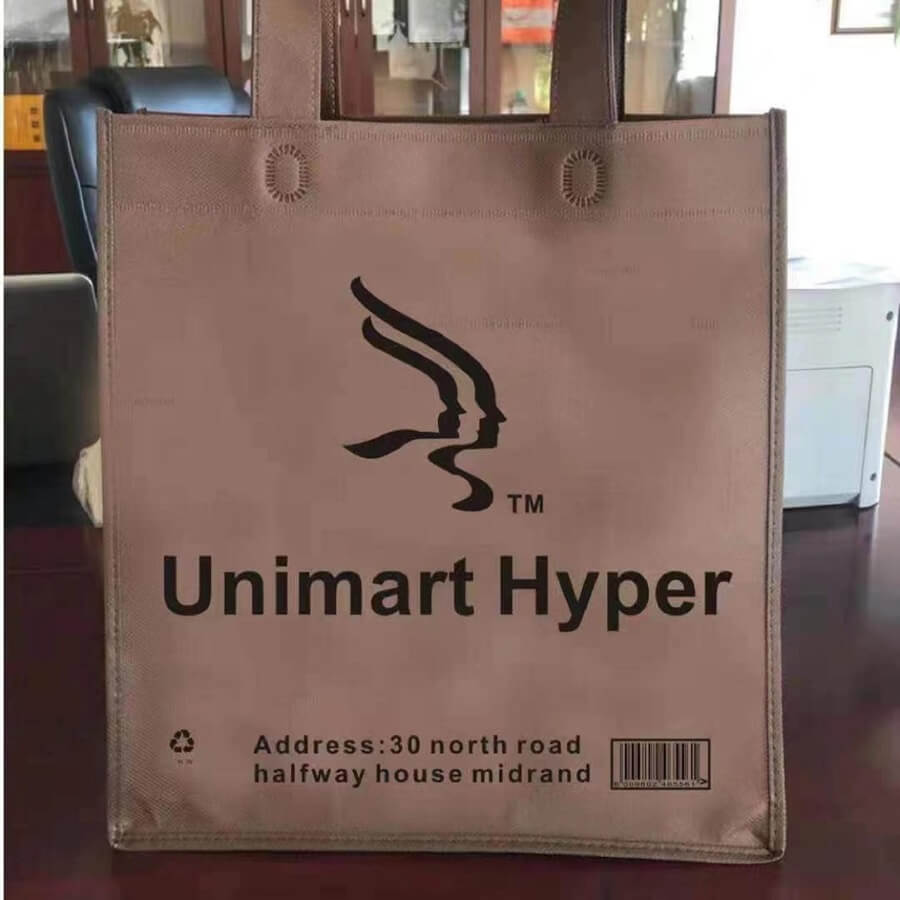 TM
Unimart Hyper
Address:30 north road
halfway house midrand